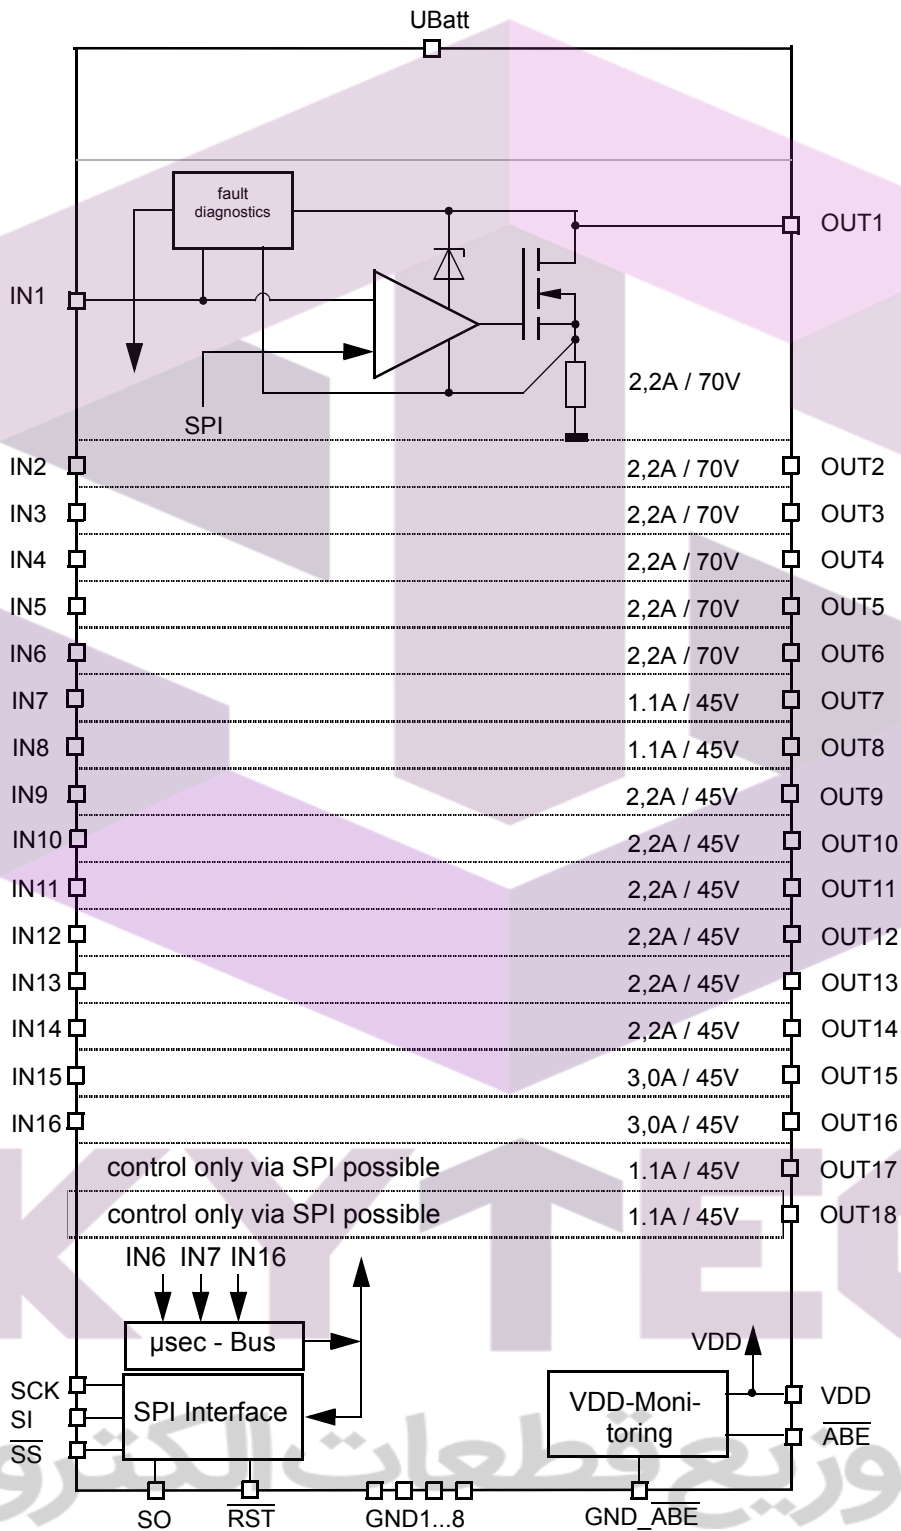 UBatt
fault
diagnostics
OUT1
IN1
2,2A / 70V
SPI
IN2 2,2A / 70V OUT2
IN3 2,2A / 70V OUT3
IN4 2,2A / 70V OUT4
IN5 2,2A / 70V OUT5
IN6 2,2A / 70V OUT6
IN7 1.1A / 45V OUT7
IN8 1.1A / 45V OUT8
IN9 2,2A / 45V OUT9
IN10 2,2A / 45V OUT10
IN11 2,2A / 45V OUT11
IN12 2,2A / 45V OUT12
IN13 2,2A / 45V OUT13
IN14 2,2A / 45V OUT14
IN15 3,0A / 45V OUT15
IN16 3,0A / 45V OUT16
control only via SPI possible 1.1A / 45V OUT17
control only via SPI possible 1.1A / 45V OUT18
IN6 IN7 IN16
KYTE
µsec - Bus
VDD
SCK
SI
SS
SPI Interface
VDD-Moni-
toring
VDD
ABE
قطعات
SO RST GND1...8 GND_ABE